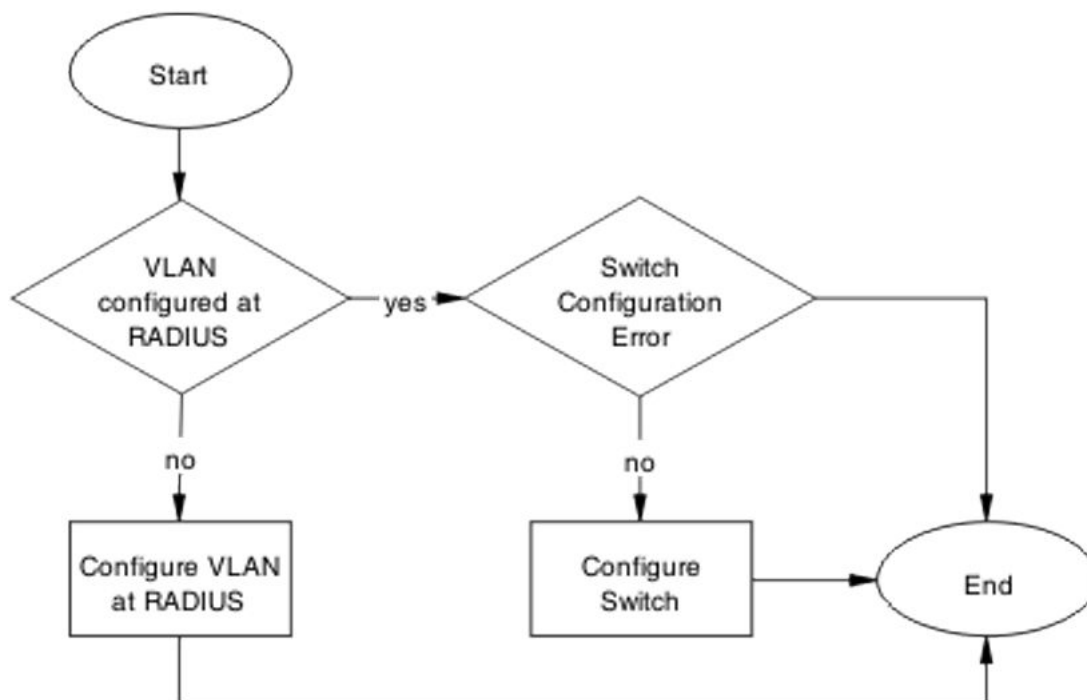 Start
VLAN
configured at
RADIUS
yes
Switch
Configuration
Error
no
no
Configure VLAN
at RADIUS
Configure
Switch
End